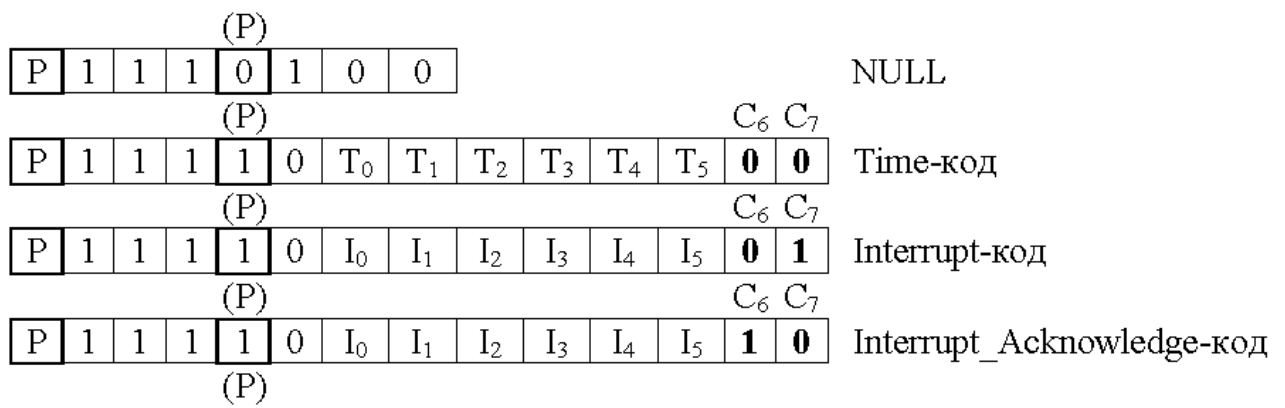 (P)
P 1 1 1 0 1 0 0 NULL
(P) C₆ C₇
P 1 1 1 1 0 T₀ T₁ T₂ T₃ T₄ T₅ 0 0 Time-код
(P) C₆ C₇
P 1 1 1 1 0 I₀ I₁ I₂ I₃ I₄ I₅ 0 1 Interrupt-код
(P) C₆ C₇
P 1 1 1 1 0 I₀ I₁ I₂ I₃ I₄ I₅ 1 0 Interrupt_Acknowledge-код
(P)